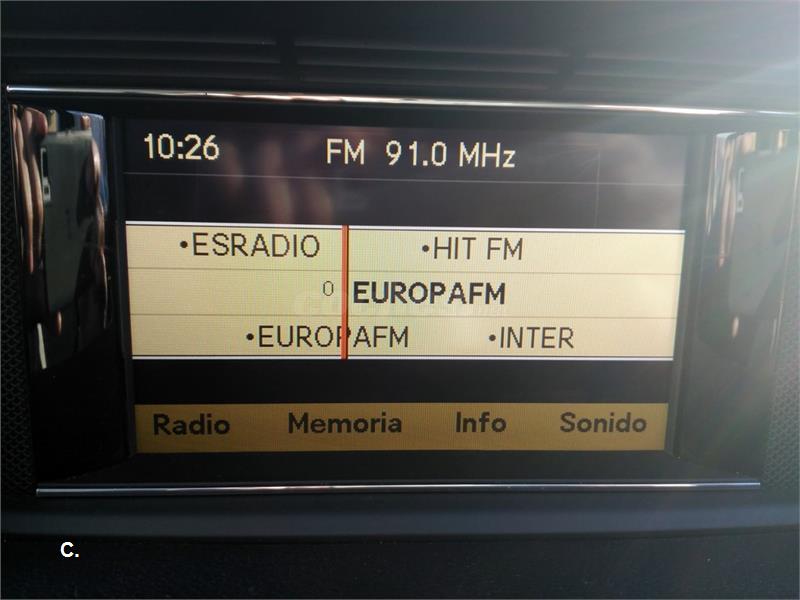 10:26 FM 91.0 MHz
•ESRADIO •HIT FM
0 EUROPAFM
•EUROPAFM •INTER
Radio Memoria Info Sonido
C.